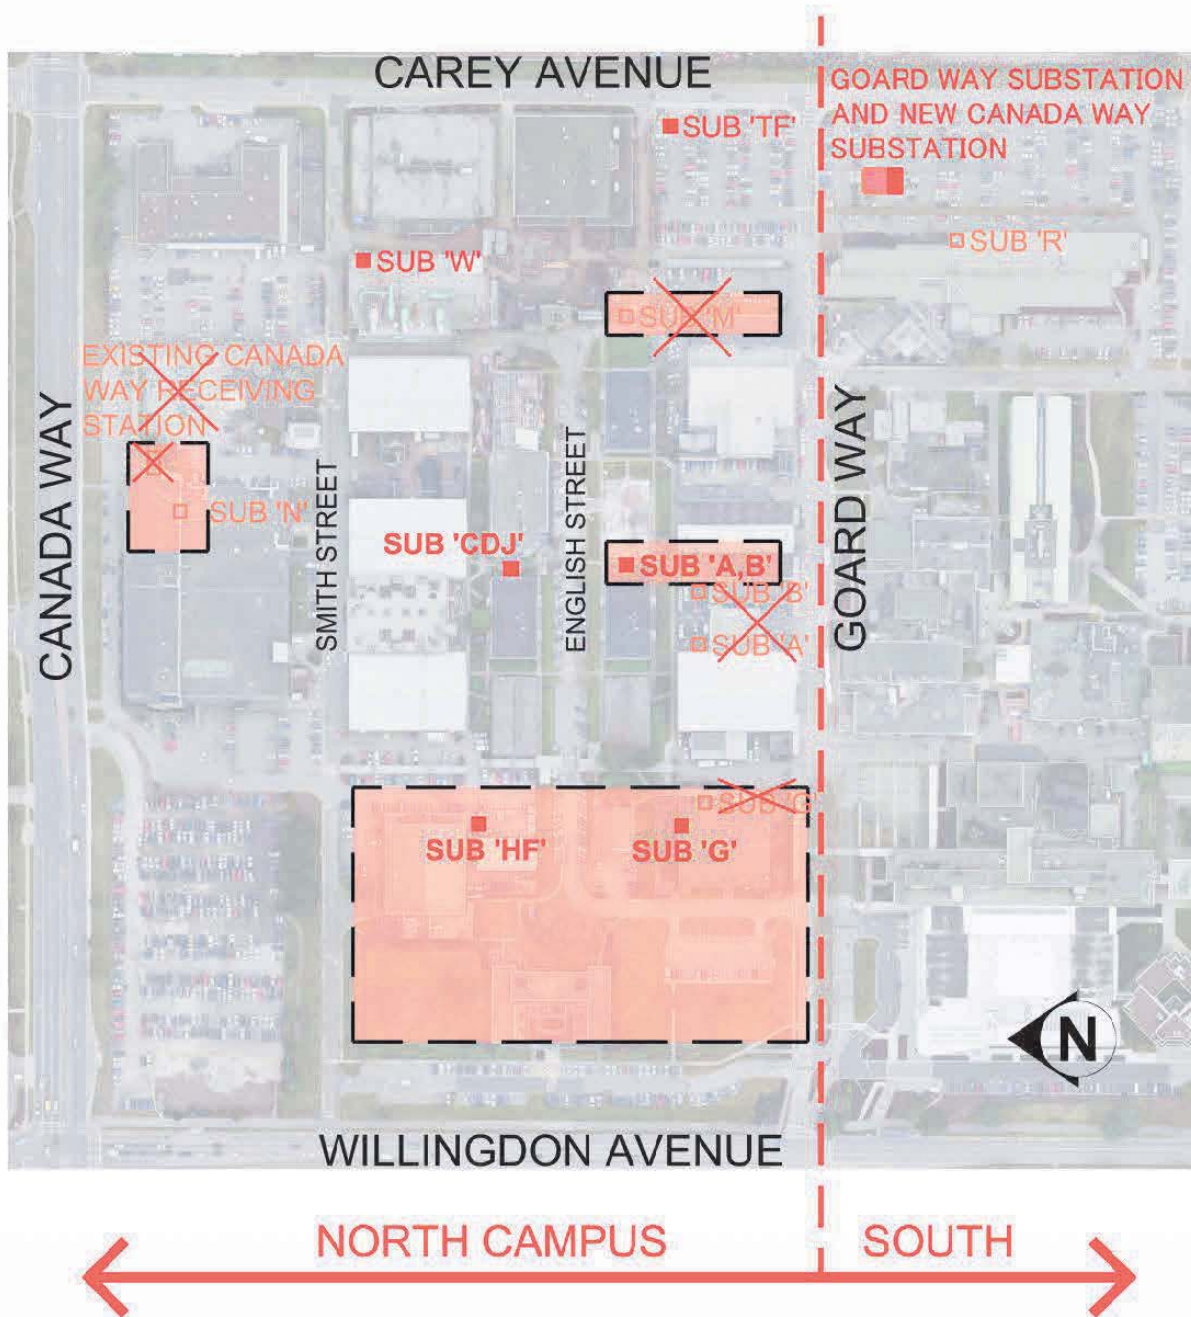 CAREY AVENUE
GOARD WAY SUBSTATION
AND NEW CANADA WAY
SUBSTATION
SUB 'TF'
SUB 'R'
SUB 'W'
SUB 'M'
EXISTING CANADA
WAY RECEIVING
STATION
CANADA WAY
SUB 'N'
SMITH STREET
SUB 'CDJ'
ENGLISH STREET
SUB 'A,B'
SUB 'B'
SUB 'A'
GOARD WAY
SUB 'G'
SUB 'HF'
SUB 'G'
N
WILLINGDON AVENUE
NORTH CAMPUS
SOUTH